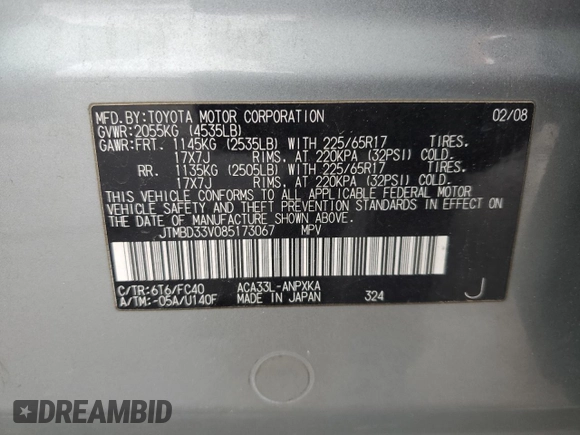 MFD.BY:TOYOTA MOTOR CORPORATION 02/08
GVWR:2055KG (4535LB)
GAWR:FRT. 1145KG (2535LB) WITH 225/65R17 TIRES.
17X7J RIMS. AT 220KPA (32PSI) COLD.
RR. 1135KG (2505LB) WITH 225/65R17 TIRES.
17X7J RIMS. AT 220KPA (32PSI) COLD.
THIS VEHICLE CONFORMS TO ALL APPLICABLE FEDERAL MOTOR
VEHICLE SAFETY AND THEFT PREVENTION STANDARDS IN EFFECT ON
THE DATE OF MANUFACTURE SHOWN ABOVE.
JTMBD33V085173067 MPV
C/TR:6T6/FC40 ACA33L-ANPXKA
A/TM:-05A/U140F MADE IN JAPAN 324 J
DREAMBID